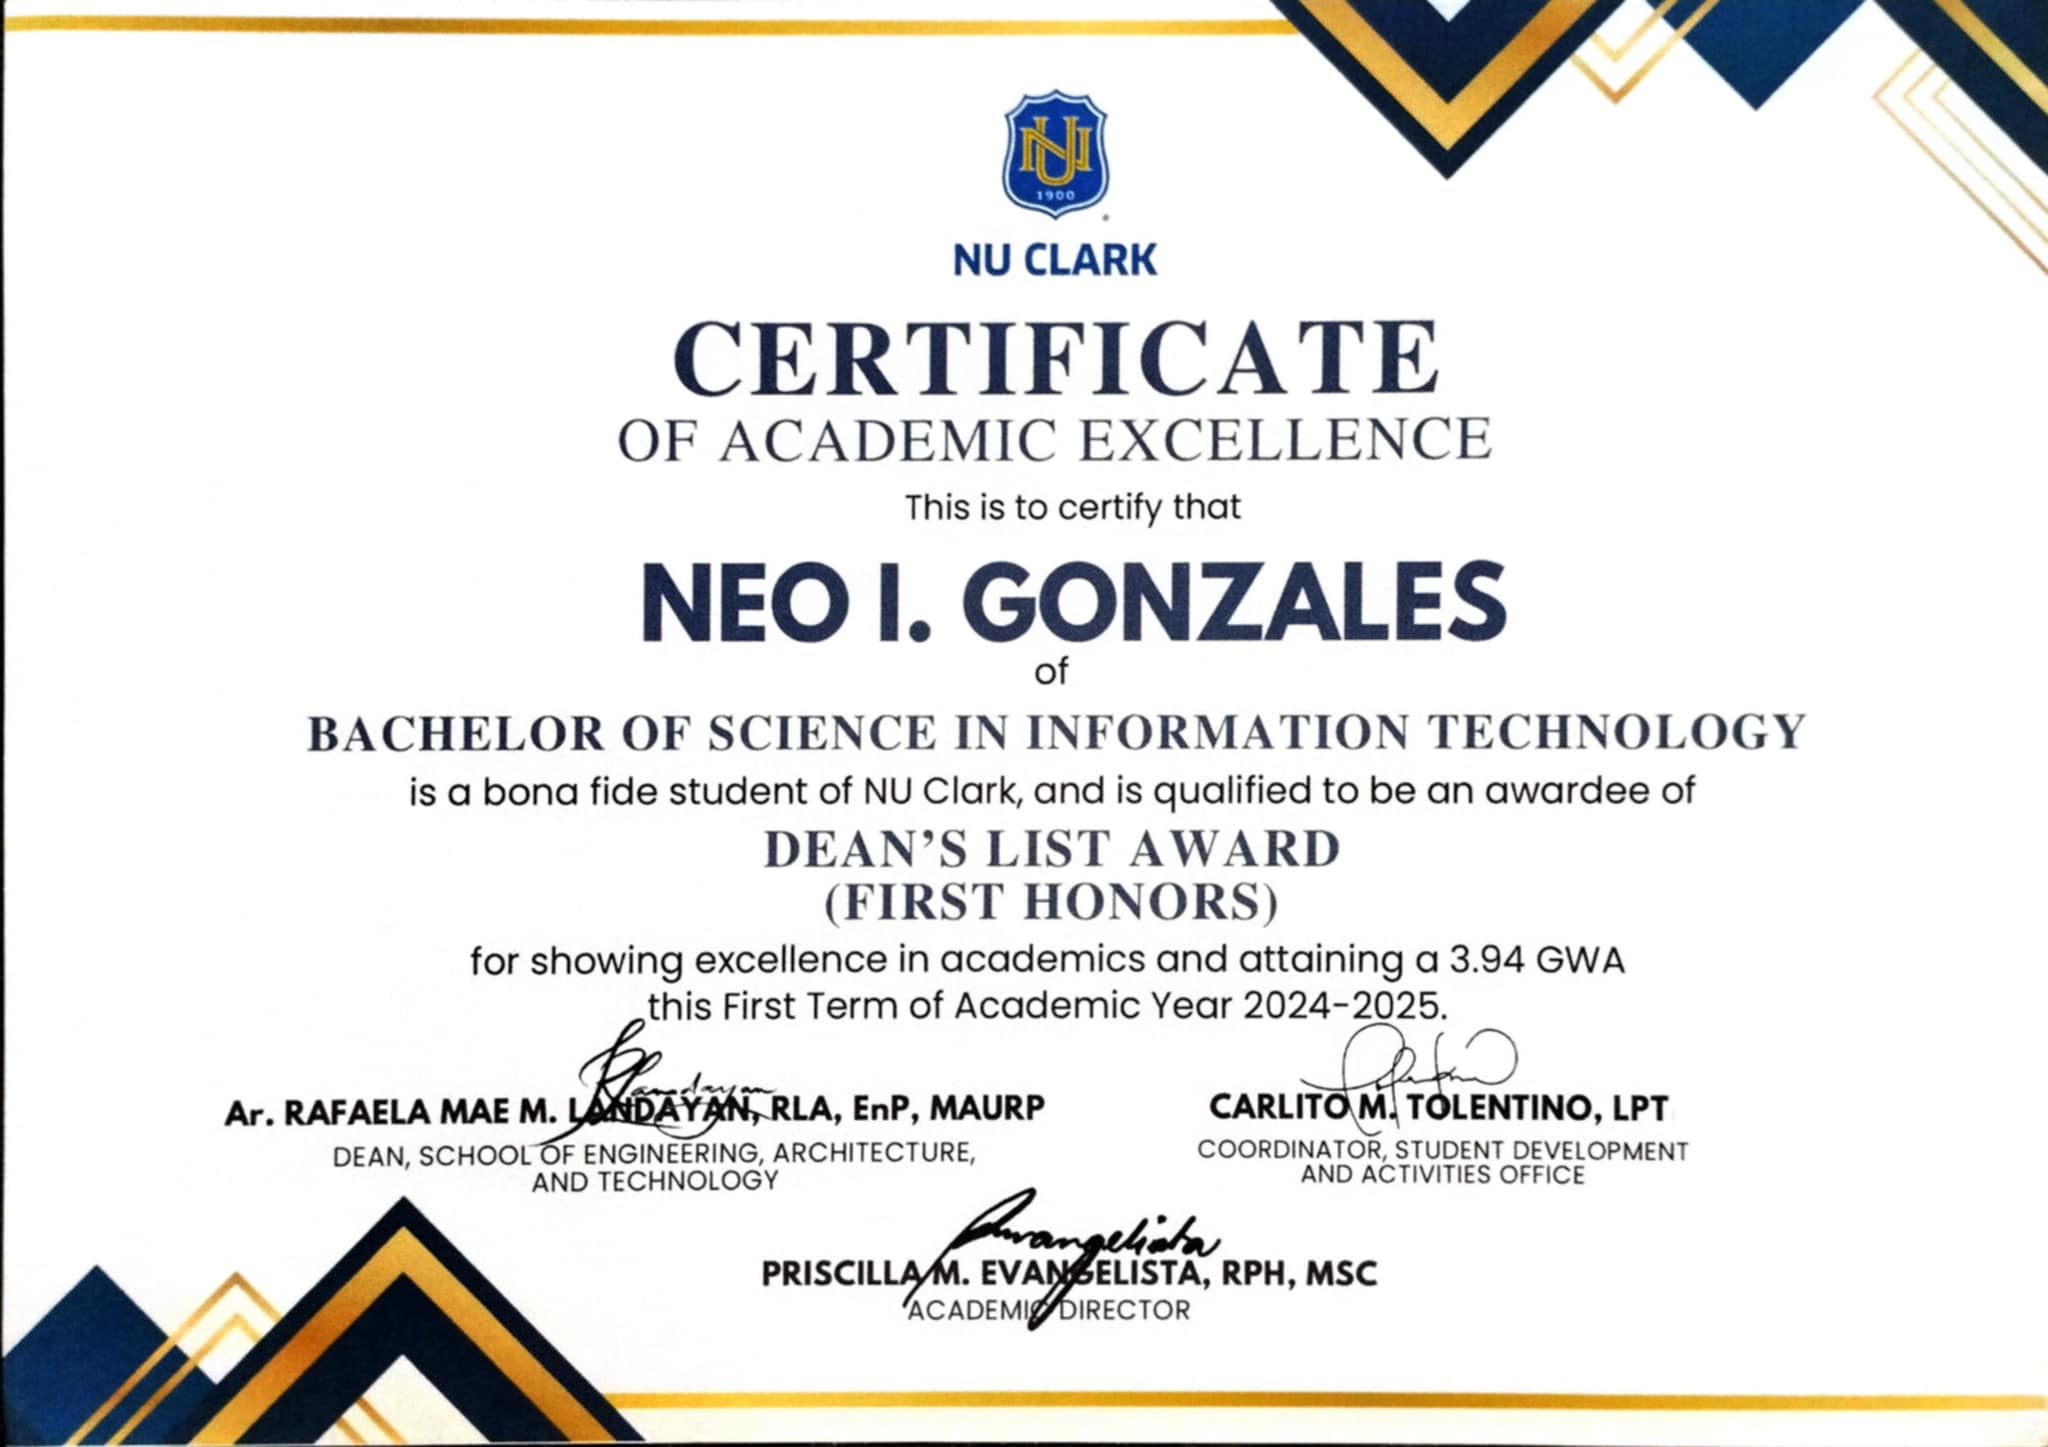 NU
1900
NU CLARK
CERTIFICATE
OF ACADEMIC EXCELLENCE
This is to certify that
NEO I. GONZALES
of
BACHELOR OF SCIENCE IN INFORMATION TECHNOLOGY
is a bona fide student of NU Clark, and is qualified to be an awardee of
DEAN'S LIST AWARD
(FIRST HONORS)
for showing excellence in academics and attaining a 3.94 GWA
this First Term of Academic Year 2024-2025.
Ar. RAFAELA MAE M. LANDAYAN, RLA, EnP, MAURP
DEAN, SCHOOL OF ENGINEERING, ARCHITECTURE,
AND TECHNOLOGY
CARLITO M. TOLENTINO, LPT
COORDINATOR, STUDENT DEVELOPMENT
AND ACTIVITIES OFFICE
PRISCILLA M. EVANGELISTA, RPH, MSC
ACADEMIC DIRECTOR